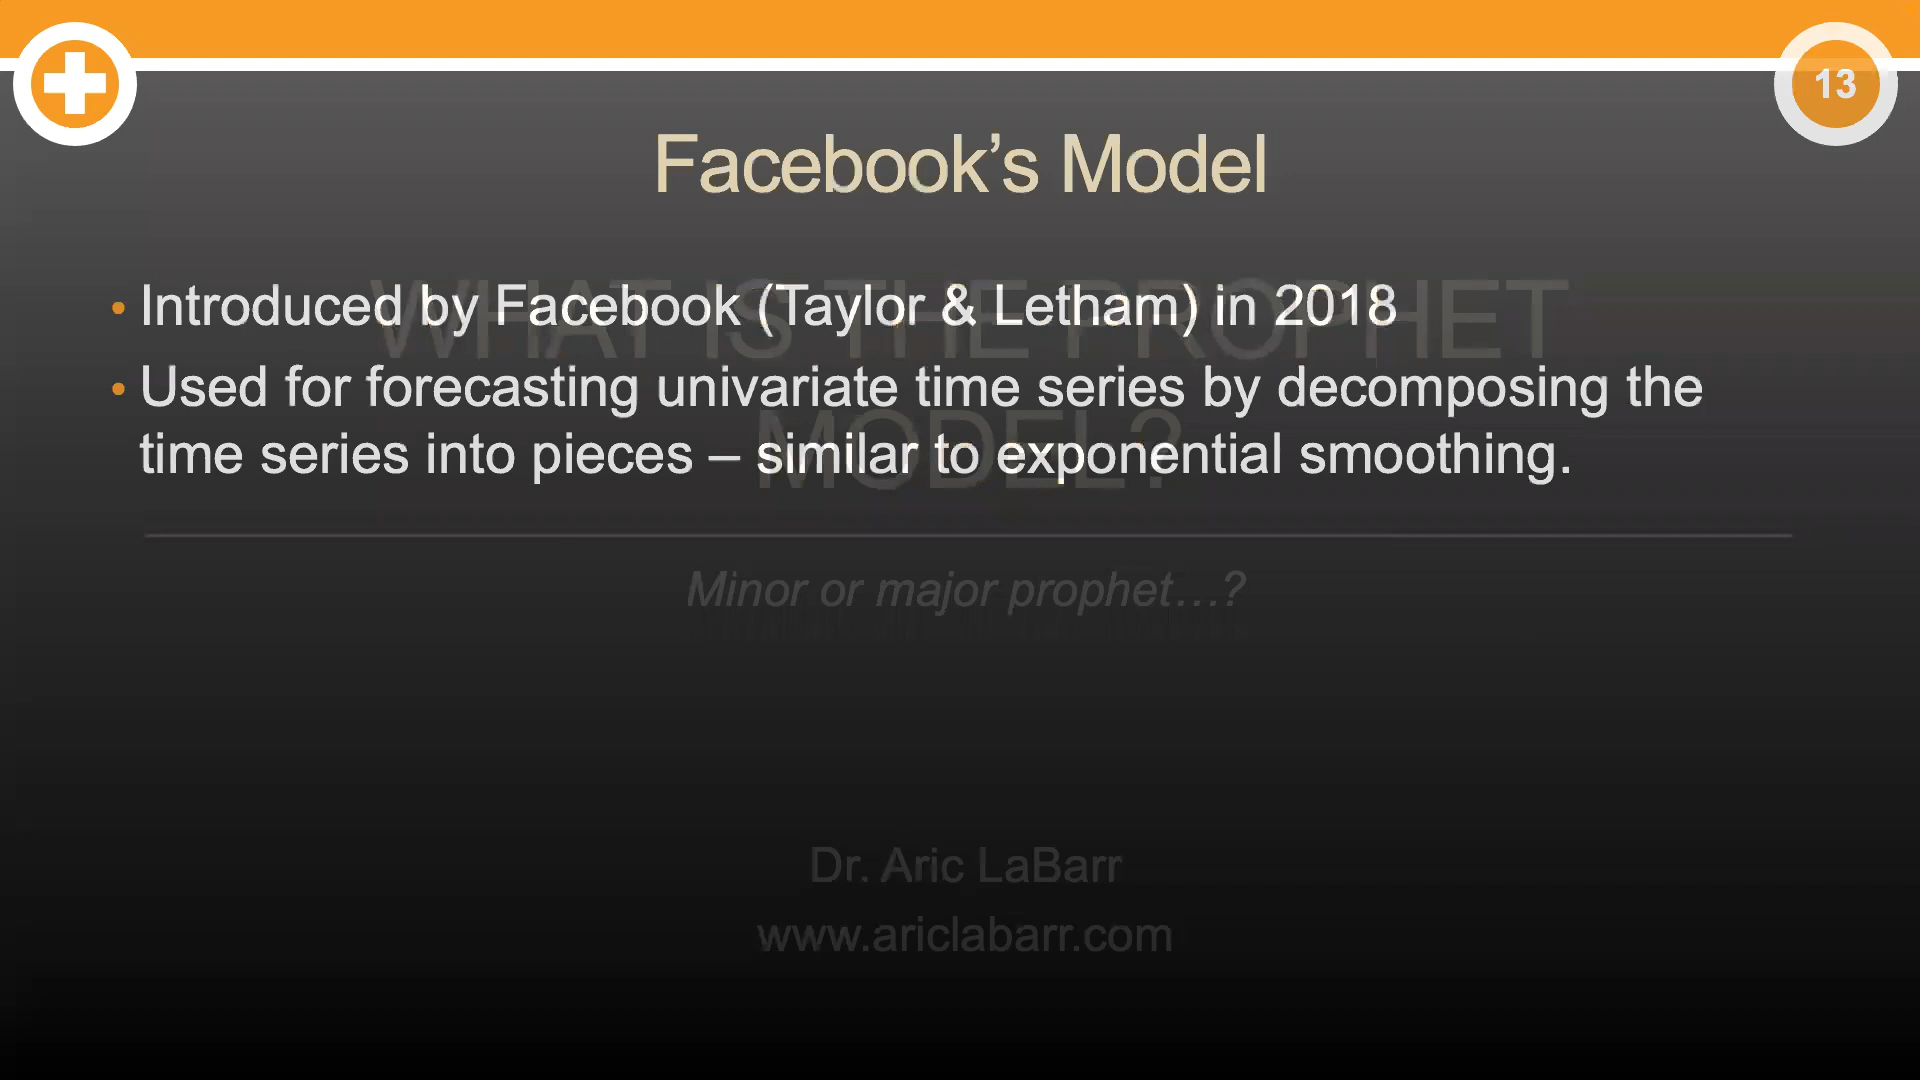 13
Facebook’s Model
• Introduced by Facebook (Taylor & Letham) in 2018
• Used for forecasting univariate time series by decomposing the
time series into pieces – similar to exponential smoothing.
WHAT IS THE PROPHET
MODEL?
Minor or major prophet…?
Dr. Aric LaBarr
www.ariclabarr.com